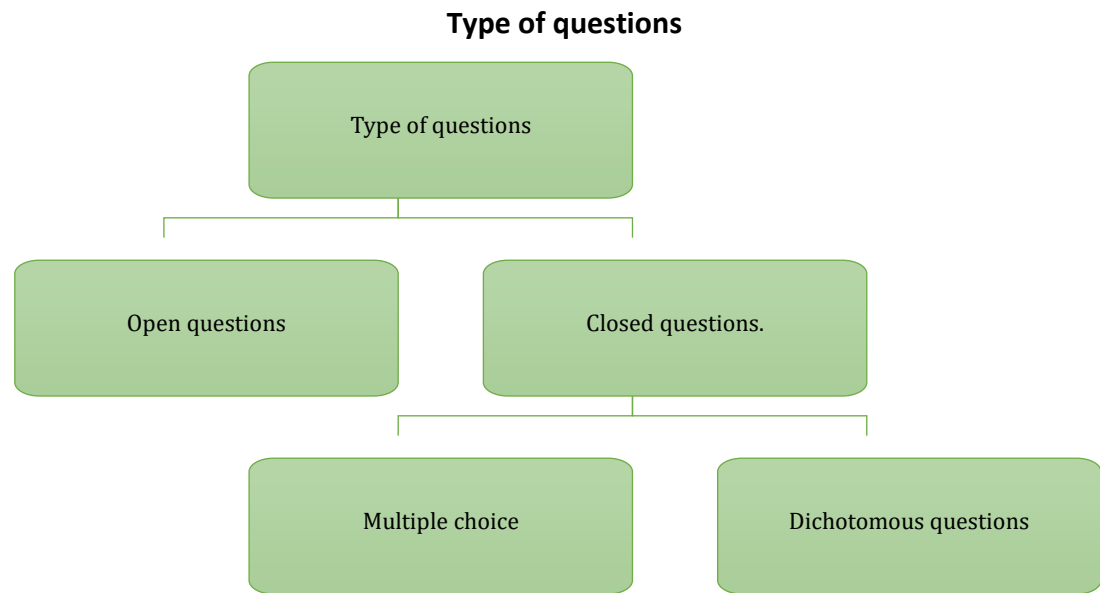 Type of questions
Type of questions
Open questions
Closed questions.
Multiple choice
Dichotomous questions